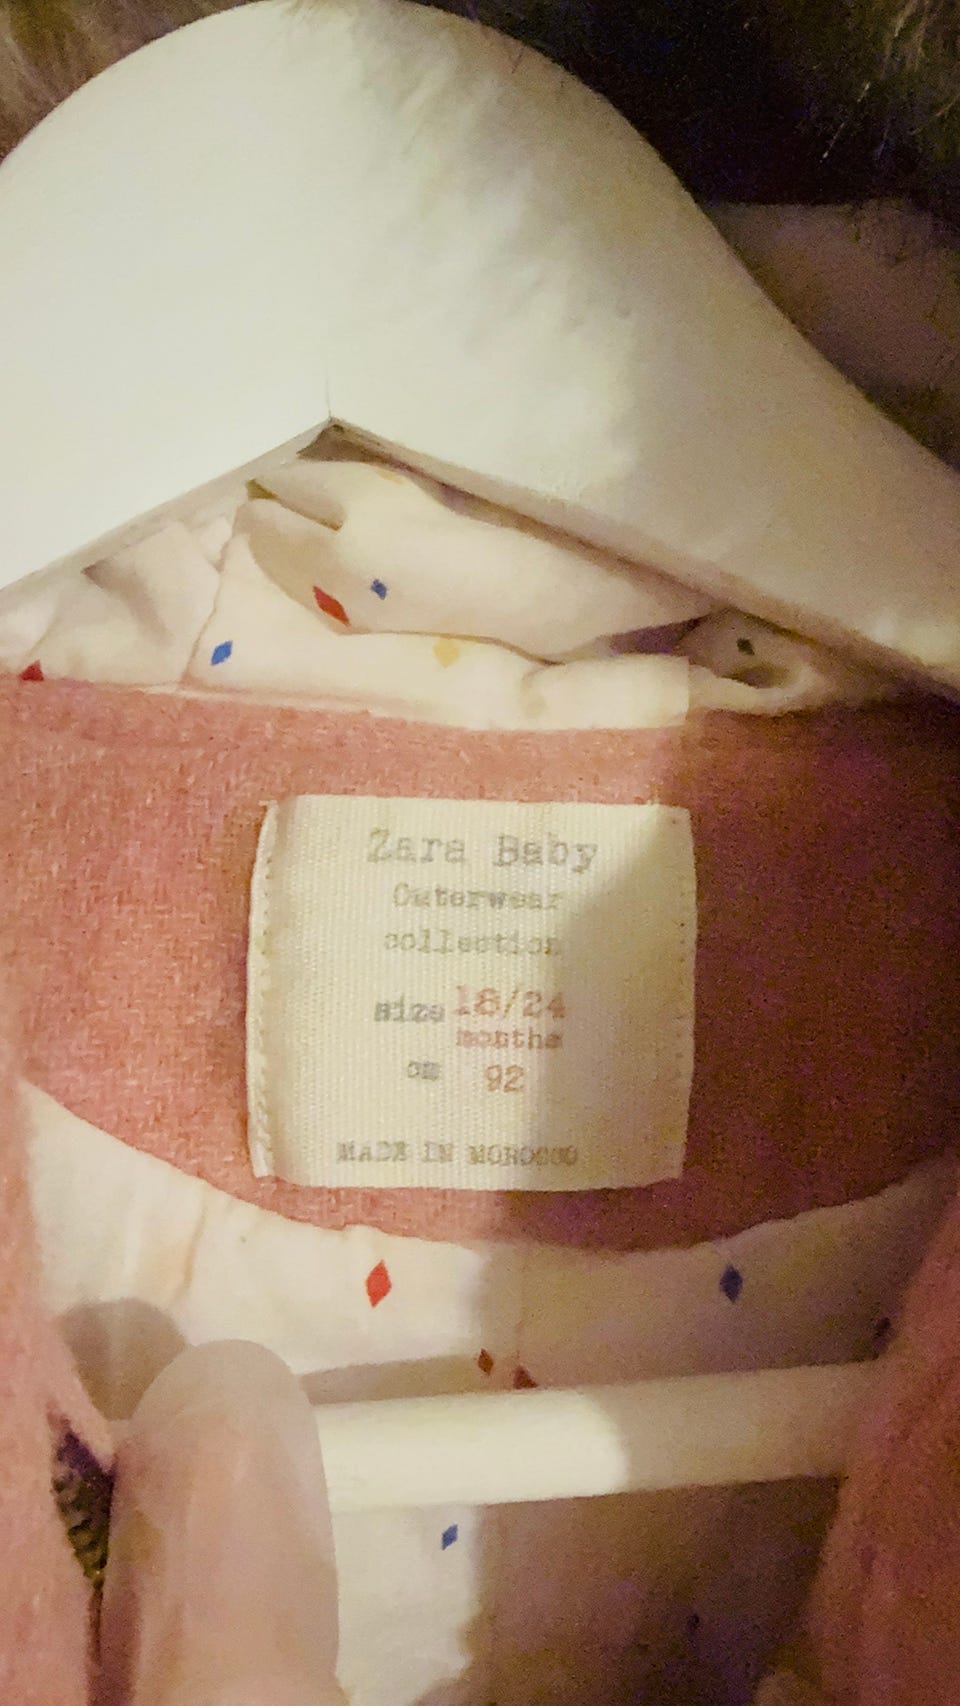 Zara Baby
Outerwear
collection
size 18/24
months
cm 92
MADE IN MOROCCO